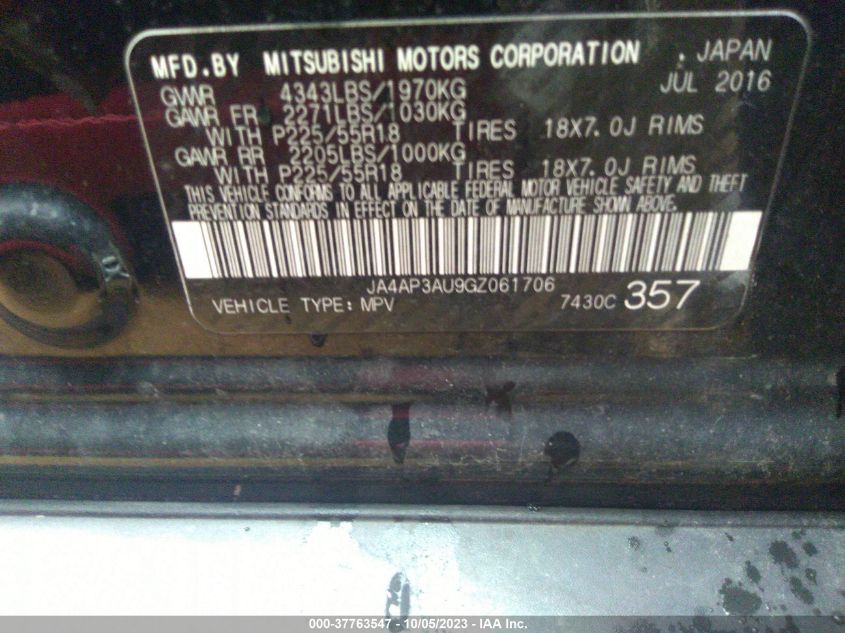 MFD.BY MITSUBISHI MOTORS CORPORATION . JAPAN
GVWR 4343LBS/1970KG JUL 2016
GAWR FR 2271LBS/1030KG
WITH P225/55R18 TIRES 18X7.0J RIMS
GAWR RR 2205LBS/1000KG
WITH P225/55R18 TIRES 18X7.0J RIMS
THIS VEHICLE CONFORMS TO ALL APPLICABLE FEDERAL MOTOR VEHICLE SAFETY AND THEFT
PREVENTION STANDARDS IN EFFECT ON THE DATE OF MANUFACTURE SHOWN ABOVE.
JA4AP3AU9GZ061706
VEHICLE TYPE: MPV 7430C 357
000-37763547 - 10/05/2023 - IAA Inc.